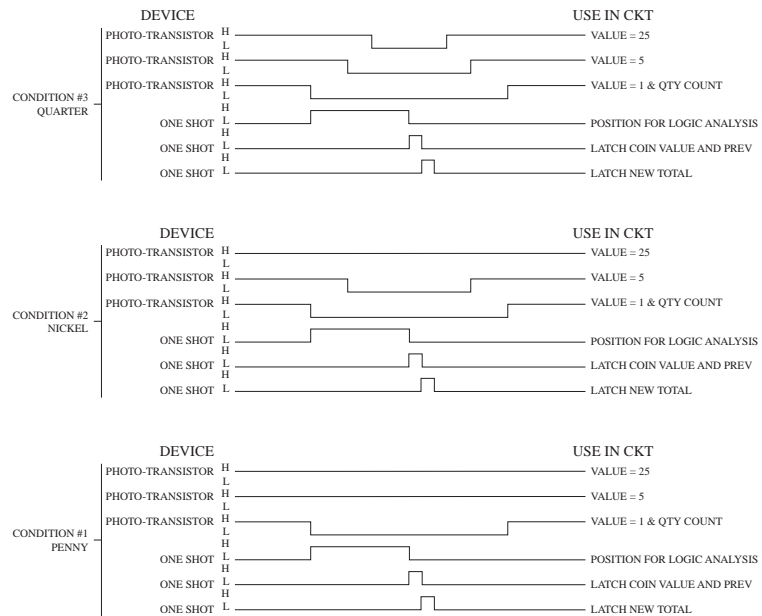 DEVICE USE IN CKT
PHOTO-TRANSISTOR H VALUE = 25
L
PHOTO-TRANSISTOR H VALUE = 5
L
PHOTO-TRANSISTOR H VALUE = 1 & QTY COUNT
L
CONDITION #3
QUARTER
H
ONE SHOT L POSITION FOR LOGIC ANALYSIS
H
ONE SHOT L LATCH COIN VALUE AND PREV
H
ONE SHOT L LATCH NEW TOTAL
DEVICE USE IN CKT
PHOTO-TRANSISTOR H VALUE = 25
L
PHOTO-TRANSISTOR H VALUE = 5
L
PHOTO-TRANSISTOR H VALUE = 1 & QTY COUNT
L
CONDITION #2
NICKEL
H
ONE SHOT L POSITION FOR LOGIC ANALYSIS
H
ONE SHOT L LATCH COIN VALUE AND PREV
H
ONE SHOT L LATCH NEW TOTAL
DEVICE USE IN CKT
PHOTO-TRANSISTOR H VALUE = 25
L
PHOTO-TRANSISTOR H VALUE = 5
L
PHOTO-TRANSISTOR H VALUE = 1 & QTY COUNT
L
CONDITION #1
PENNY
H
ONE SHOT L POSITION FOR LOGIC ANALYSIS
H
ONE SHOT L LATCH COIN VALUE AND PREV
H
ONE SHOT L LATCH NEW TOTAL